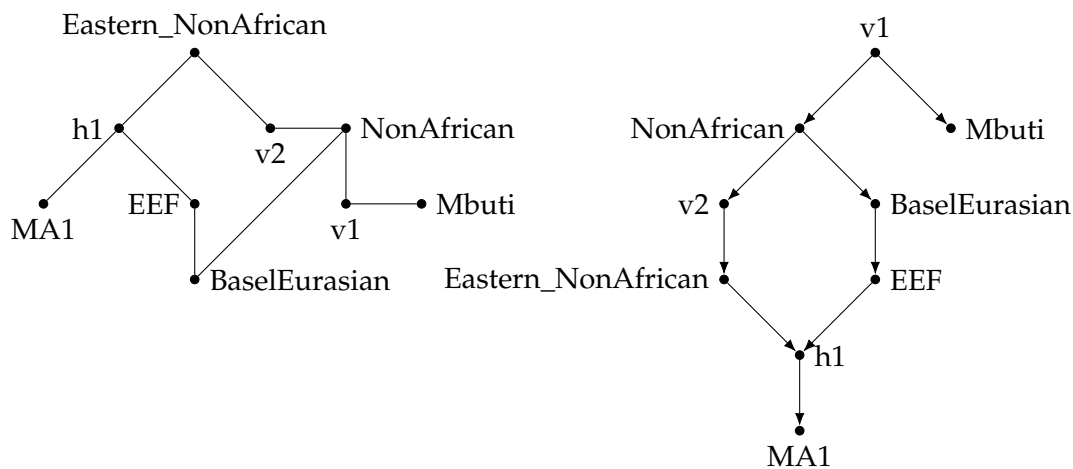 Eastern_NonAfrican
h1
v2
NonAfrican
MA1
EEF
v1
Mbuti
BaselEurasian
v1
NonAfrican
Mbuti
v2
BaselEurasian
Eastern_NonAfrican
EEF
h1
MA1